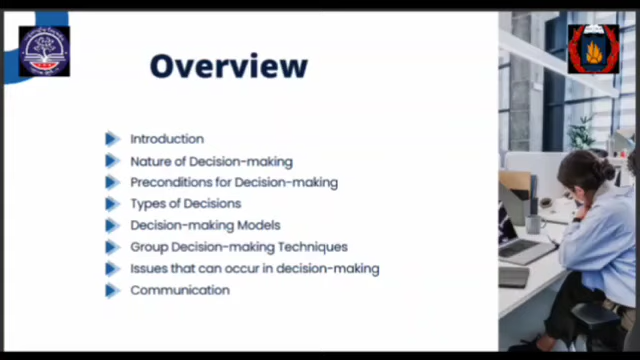 Overview
Introduction
Nature of Decision-making
Preconditions for Decision-making
Types of Decisions
Decision-making Models
Group Decision-making Techniques
Issues that can occur in decision-making
Communication